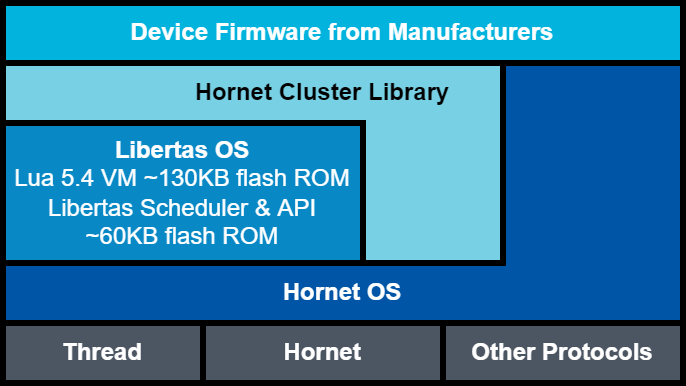 Device Firmware from Manufacturers
Hornet Cluster Library
Libertas OS
Lua 5.4 VM ~130KB flash ROM
Libertas Scheduler & API
~60KB flash ROM
Hornet OS
Thread
Hornet
Other Protocols